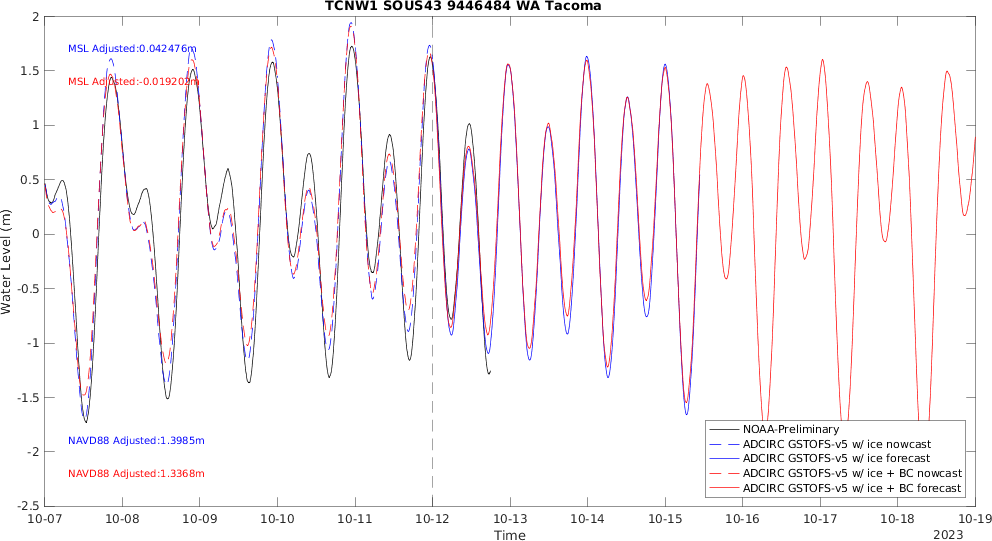 TCNW1 SOUS43 9446484 WA Tacoma
2
1.5
1
0.5
0
-0.5
-1
-1.5
-2
-2.5
Water Level (m)
MSL Adjusted:0.042476m
MSL Adjusted:-0.019203m
NAVD88 Adjusted:1.3985m
NAVD88 Adjusted:1.3368m
NOAA-Preliminary
ADCIRC GSTOFS-v5 w/ ice nowcast
ADCIRC GSTOFS-v5 w/ ice forecast
ADCIRC GSTOFS-v5 w/ ice + BC nowcast
ADCIRC GSTOFS-v5 w/ ice + BC forecast
10-07 10-08 10-09 10-10 10-11 10-12 10-13 10-14 10-15 10-16 10-17 10-18 10-19
Time
2023